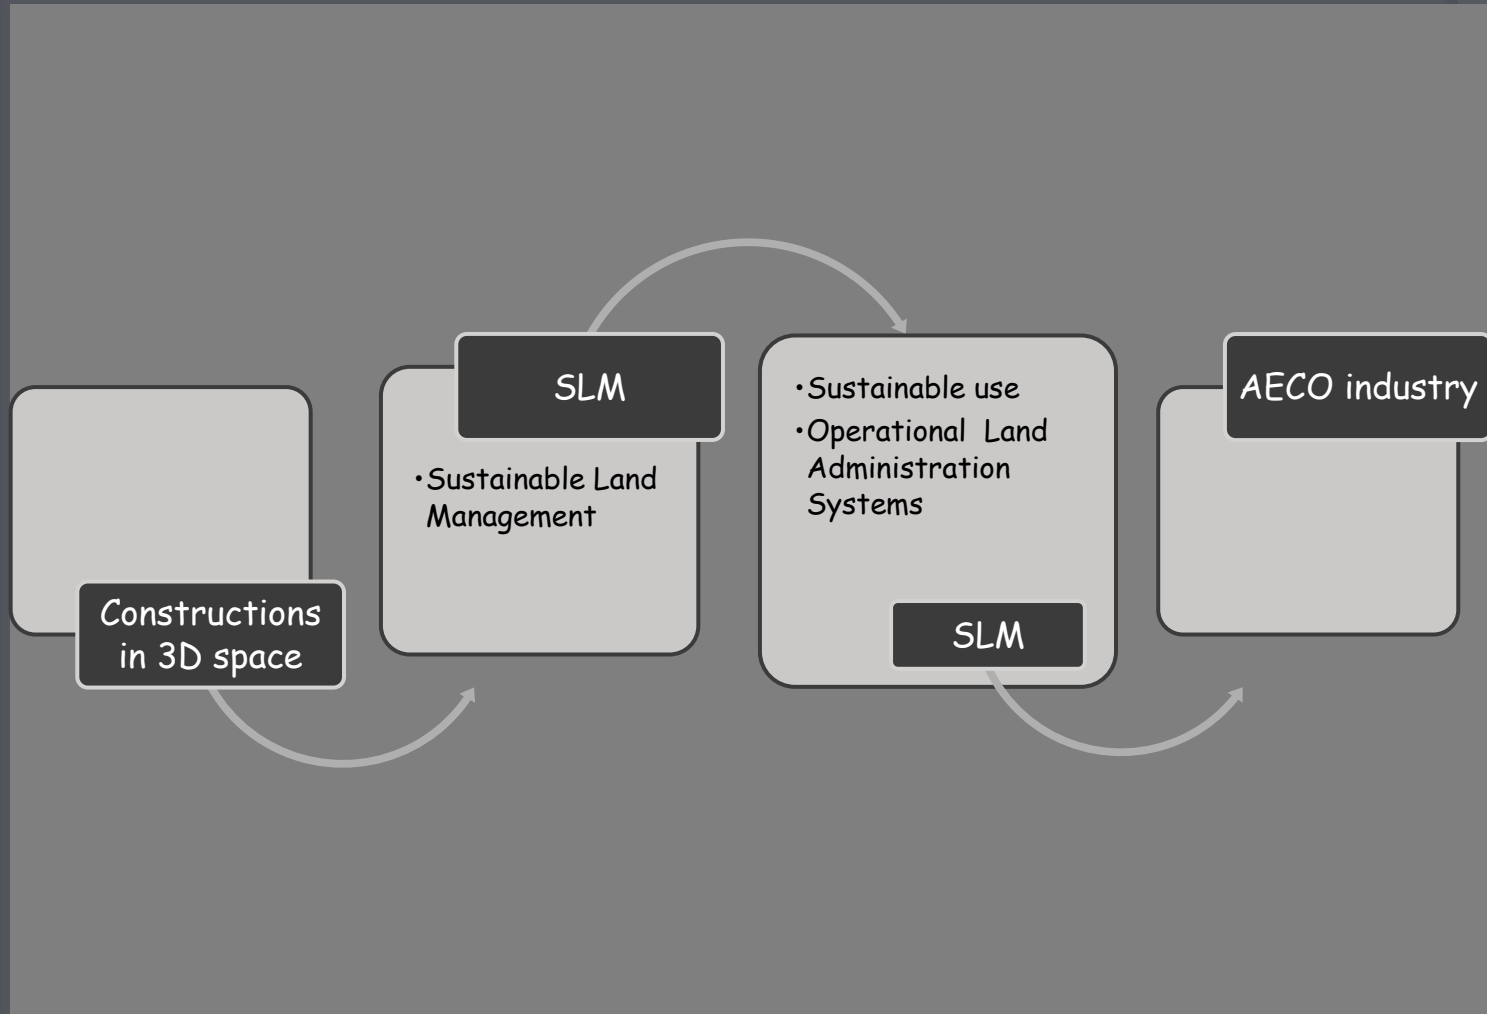 Constructions
in 3D space
SLM
•Sustainable Land
Management
•Sustainable use
•Operational  Land
Administration
Systems
SLM
AECO industry